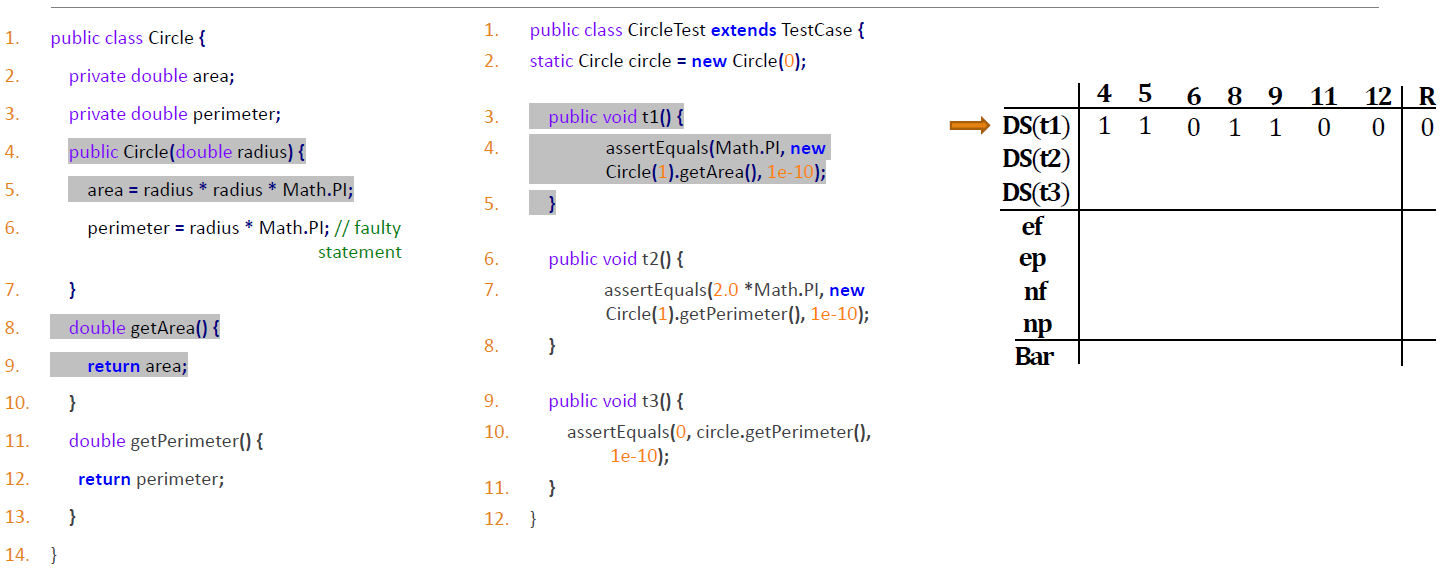 1. public class Circle {
2. private double area;
3. private double perimeter;
4. public Circle(double radius) {
5. area = radius * radius * Math.PI;
6. perimeter = radius * Math.PI; // faulty
statement
7. }
8. double getArea() {
9. return area;
10. }
11. double getPerimeter() {
12. return perimeter;
13. }
14. }
1. public class CircleTest extends TestCase {
2. static Circle circle = new Circle(0);
3. public void t1() {
4. assertEquals(Math.PI, new
Circle(1).getArea(), 1e-10);
5. }
6. public void t2() {
7. assertEquals(2.0 *Math.PI, new
Circle(1).getPerimeter(), 1e-10);
8. }
9. public void t3() {
10. assertEquals(0, circle.getPerimeter(),
1e-10);
11. }
12. }
4 5 6 8 9 11 12 R
DS(t1) 1 1 0 1 1 0 0 0
DS(t2)
DS(t3)
ef
ep
nf
np
Bar